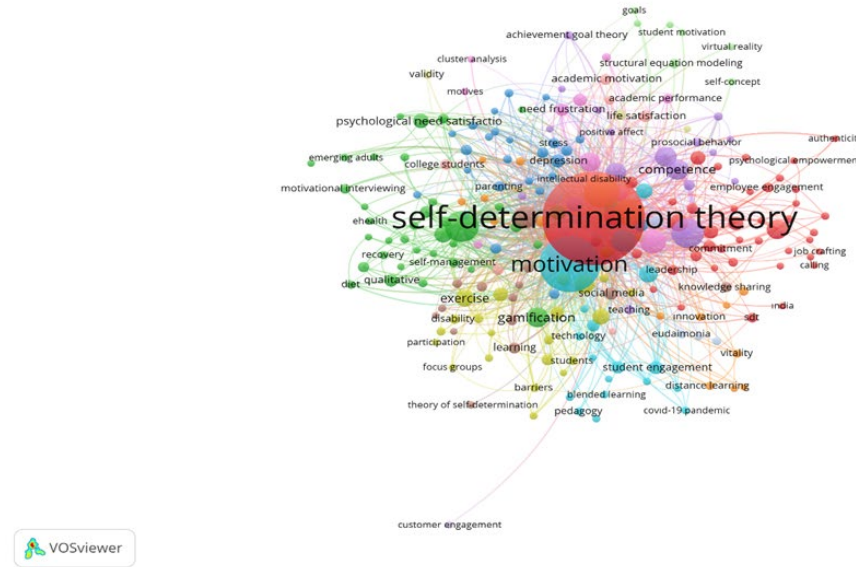 goals
achievement goal theory
student motivation
virtual reality
cluster analysis
structural equation modeling
validity
academic motivation
self-concept
motives
academic performance
need frustration
life satisfaction
psychological need satisfactio
positive affect
stress
prosocial behavior
authenticit
emerging adults
college students
depression
psychological empowermen
competence
intellectual disability
motivational interviewing
parenting
employee engagement
ehealth
self-determination theory
recovery
commitment
job crafting
self-management
motivation
leadership
calling
diet
qualitative
knowledge sharing
exercise
social media
india
disability
gamification
teaching
innovation
sdt
participation
technology
eudaimonia
learning
vitality
focus groups
students
student engagement
barriers
blended learning
distance learning
theory of self-determination
pedagogy
covid-19 pandemic
customer engagement
VOSviewer